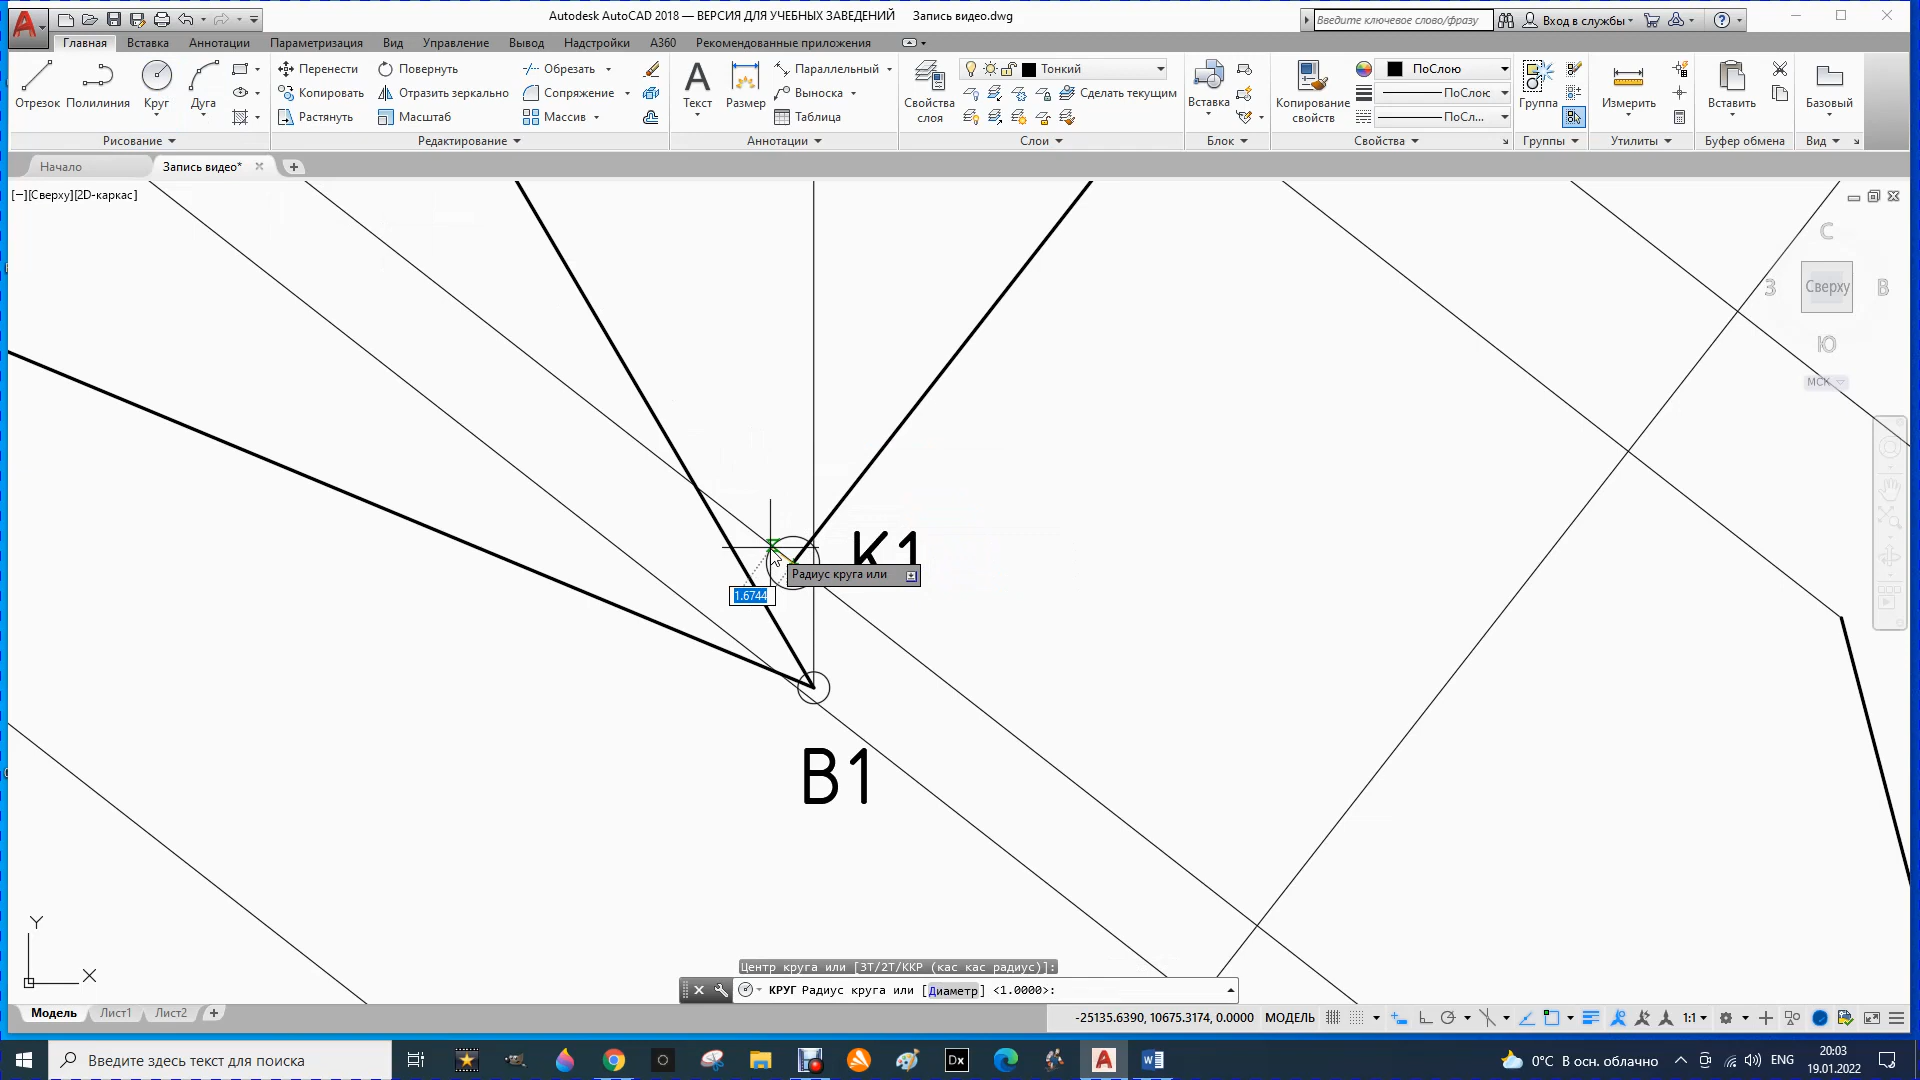 Autodesk AutoCAD 2018 — ВЕРСИЯ ДЛЯ УЧЕБНЫХ ЗАВЕДЕНИЙ Запись видео.dwg
Введите ключевое слово/фразу
Вход в службы
Главная Вставка Аннотации Параметризация Вид Управление Вывод Надстройки A360 Рекомендованные приложения
Отрезок Полилиния Круг Дуга
Перенести Повернуть Обрезать
Копировать Отразить зеркально Сопряжение
Растянуть Масштаб Массив
Текст Размер
Параллельный
Выноска
Таблица
Свойства слоя
Тонкий
Сделать текущим
Вставка
Копирование свойств
ПоСлою
ПоСлою
ПоСл...
Группа
Измерить
Вставить
Базовый
Рисование Редактирование Аннотации Слои Блок Свойства Группы Утилиты Буфер обмена Вид
Начало Запись видео*
[−][Сверху][2D-каркас]
С
З Сверху В
Ю
МСК
K1
Радиус круга или
1.6744
B1
Y
X
Центр круга или [3Т/2Т/ККР (кас кас радиус)]:
КРУГ Радиус круга или [Диаметр] <1.0000>:
Модель Лист1 Лист2
-25135.6390, 10675.3174, 0.0000 МОДЕЛЬ 1:1
Введите здесь текст для поиска
Dx
0°C В осн. облачно
ENG
20:03
19.01.2022